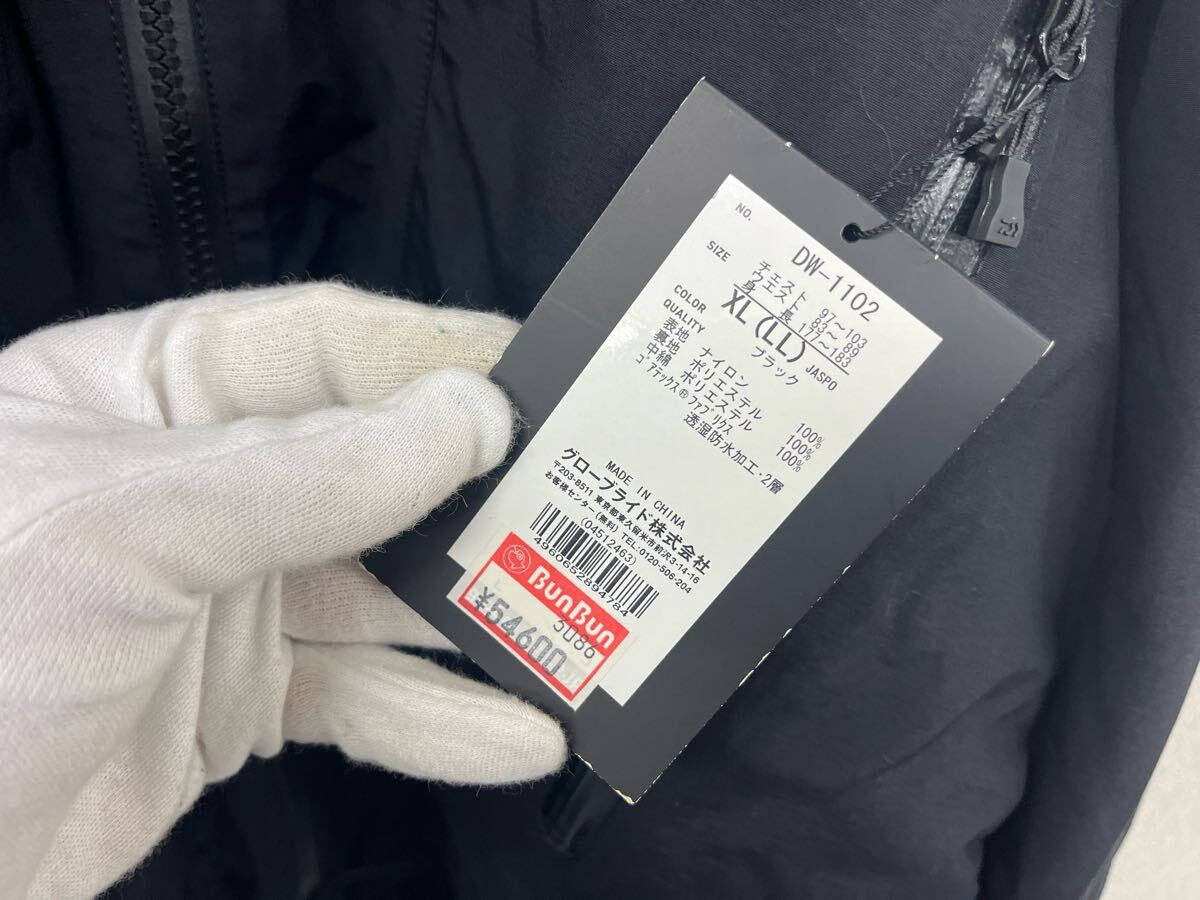 NO. DW-1102
SIZE チェスト 97～103
ウエスト 83～ 89
身 長 177～183
XL(LL) JASPO
COLOR ブラック
QUALITY
表地 ナイロン 100%
裏地 ポリエステル 100%
中綿 ポリエステル 100%
ゴアテックス®ファブリクス
透湿防水加工・2層
MADE IN CHINA
グローブライド株式会社
〒203-8511 東京都東久留米市前沢3-14-16
お客様センター(無料) TEL:0120-506-204
(04512463)
4960652894784
BunBun
3086
¥54600